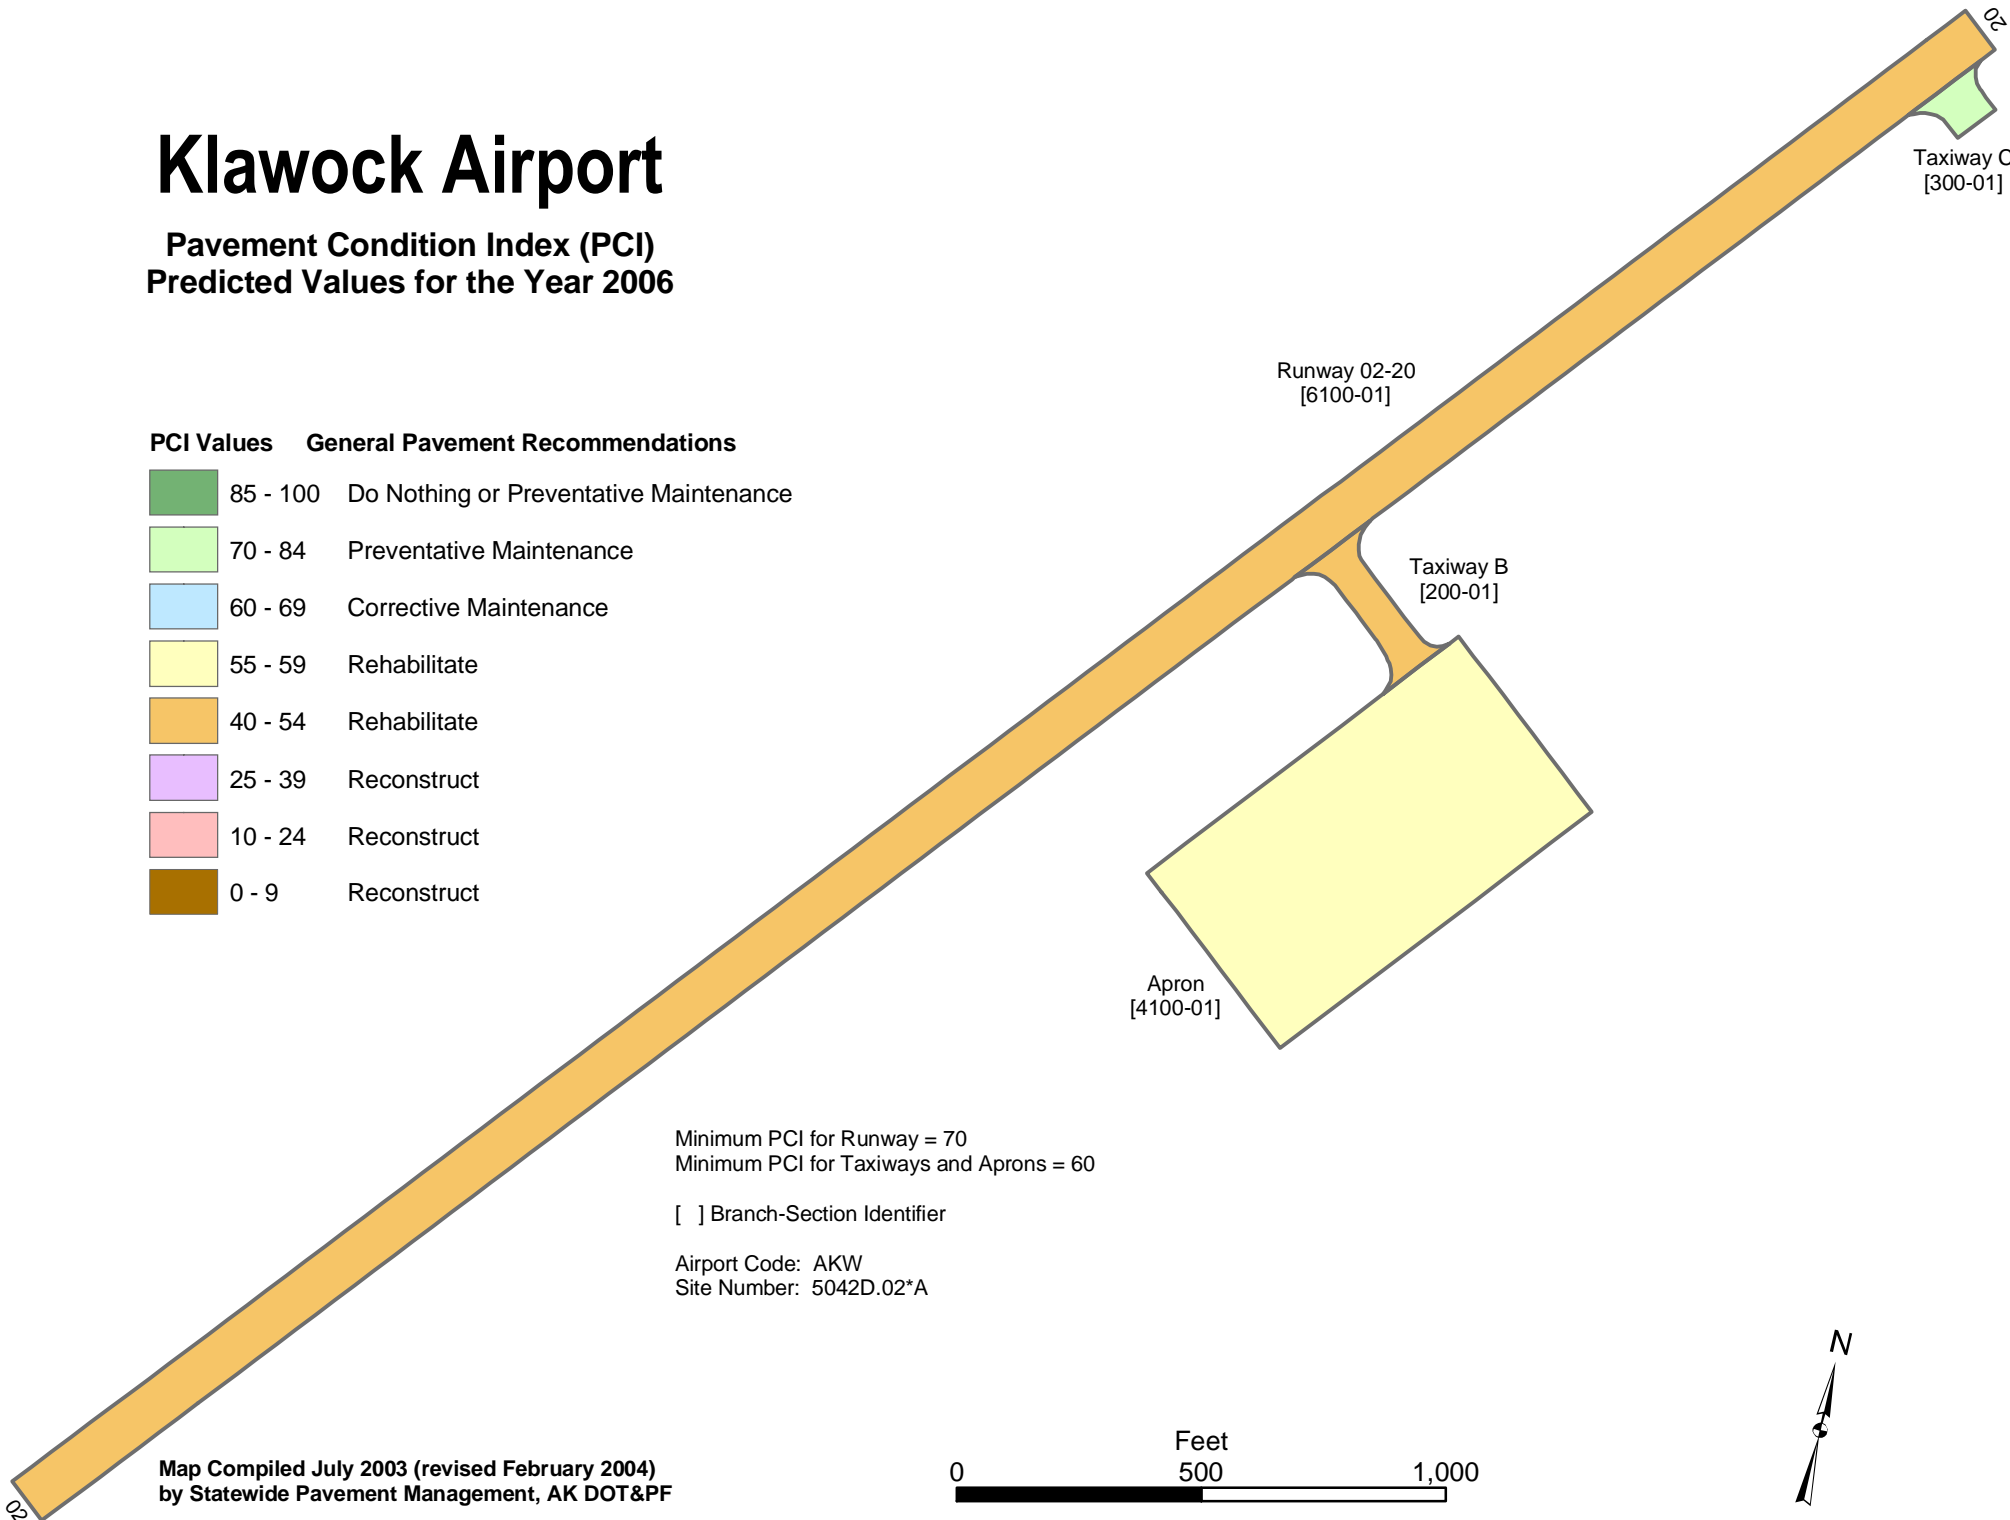 Klawock Airport
Pavement Condition Index (PCI)
Predicted Values for the Year 2006
20
Taxiway C
[300-01]
Runway 02-20
[6100-01]
PCI Values General Pavement Recommendations
85 - 100 Do Nothing or Preventative Maintenance
70 - 84 Preventative Maintenance
60 - 69 Corrective Maintenance
55 - 59 Rehabilitate
40 - 54 Rehabilitate
25 - 39 Reconstruct
10 - 24 Reconstruct
0 - 9 Reconstruct
Taxiway B
[200-01]
Apron
[4100-01]
Minimum PCI for Runway = 70
Minimum PCI for Taxiways and Aprons = 60
[ ] Branch-Section Identifier
Airport Code: AKW
Site Number: 5042D.02*A
N
Feet
0 500 1,000
Map Compiled July 2003 (revised February 2004)
by Statewide Pavement Management, AK DOT&PF
02